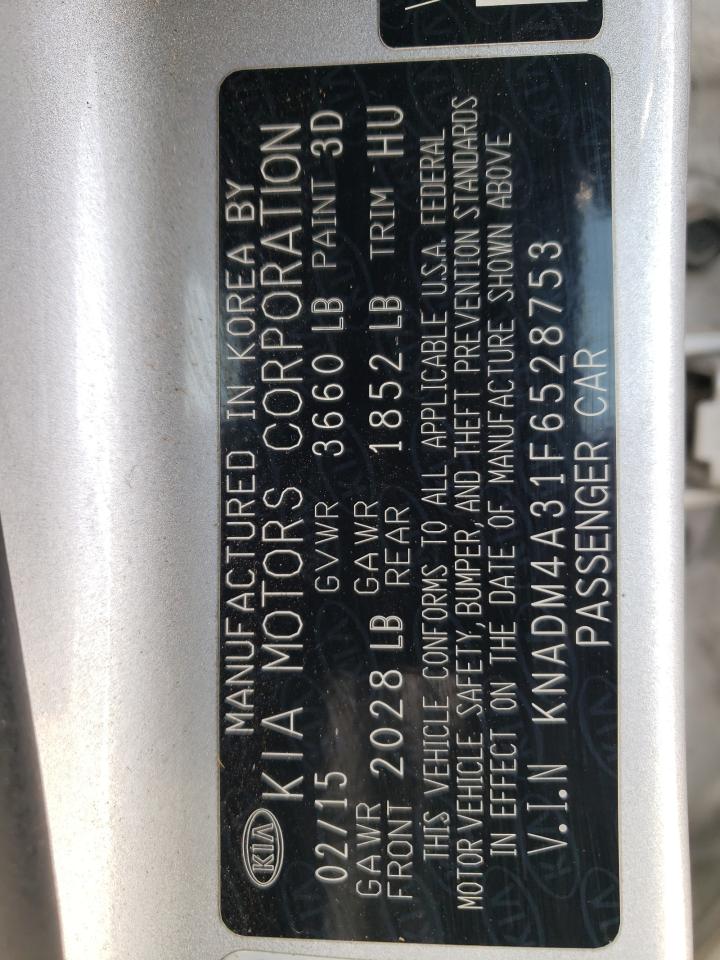 KIA
MANUFACTURED IN KOREA BY
KIA MOTORS CORPORATION
02/15 GVWR 3660 LB PAINT 3D
GAWR FRONT 2028 LB GAWR REAR 1852 LB TRIM HU
THIS VEHICLE CONFORMS TO ALL APPLICABLE U.S.A. FEDERAL
MOTOR VEHICLE SAFETY, BUMPER, AND THEFT PREVENTION STANDARDS
IN EFFECT ON THE DATE OF MANUFACTURE SHOWN ABOVE
V.I.N KNADM4A31F6528753
PASSENGER CAR